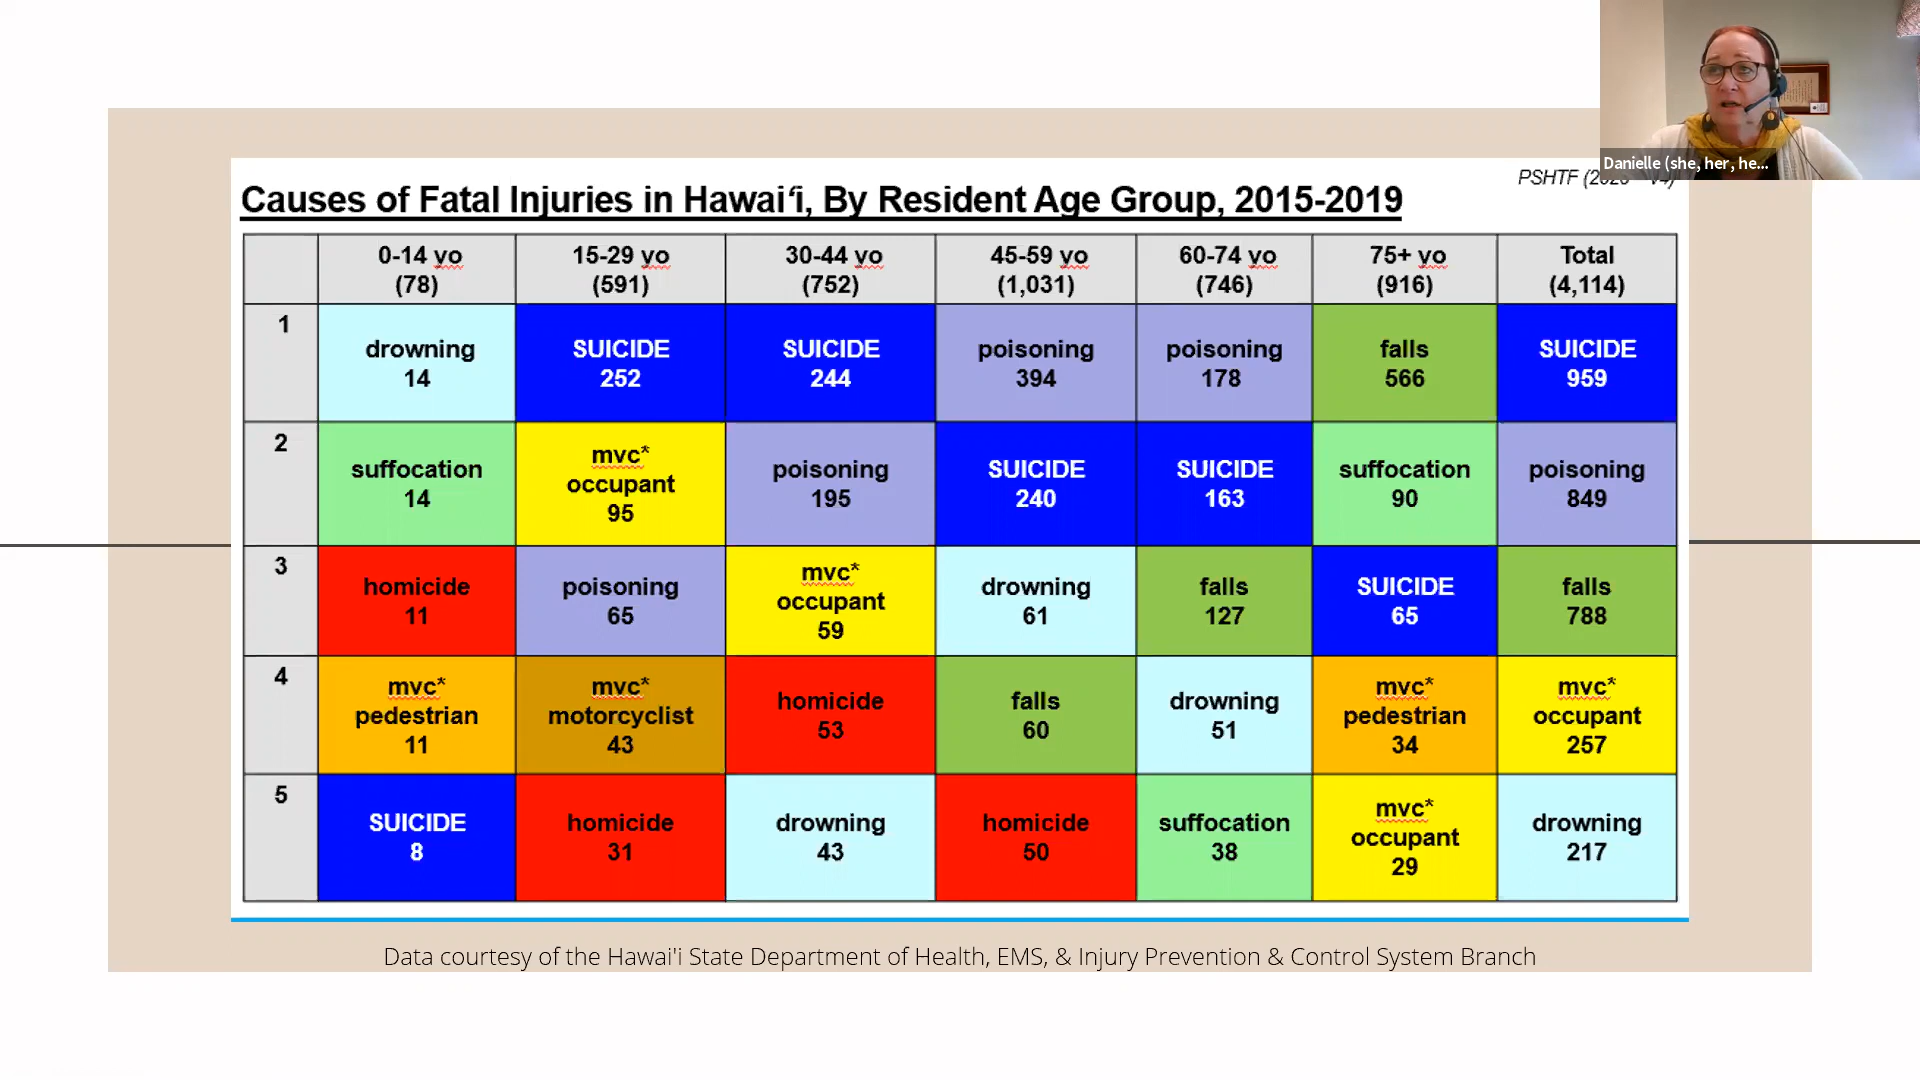 Danielle (she, her, he...
PSHTF (2020
Causes of Fatal Injuries in Hawaiʻi, By Resident Age Group, 2015-2019
0-14 yo 15-29 yo 30-44 yo 45-59 yo 60-74 yo 75+ yo Total
(78) (591) (752) (1,031) (746) (916) (4,114)
1
drowning SUICIDE SUICIDE poisoning poisoning falls SUICIDE
14 252 244 394 178 566 959
2
suffocation mvc* occupant poisoning SUICIDE SUICIDE suffocation poisoning
14 95 195 240 163 90 849
3
homicide poisoning mvc* occupant drowning falls SUICIDE falls
11 65 59 61 127 65 788
4
mvc* pedestrian mvc* motorcyclist homicide falls drowning mvc* pedestrian mvc* occupant
11 43 53 60 51 34 257
5
SUICIDE homicide drowning homicide suffocation mvc* occupant drowning
8 31 43 50 38 29 217
Data courtesy of the Hawai'i State Department of Health, EMS, & Injury Prevention & Control System Branch